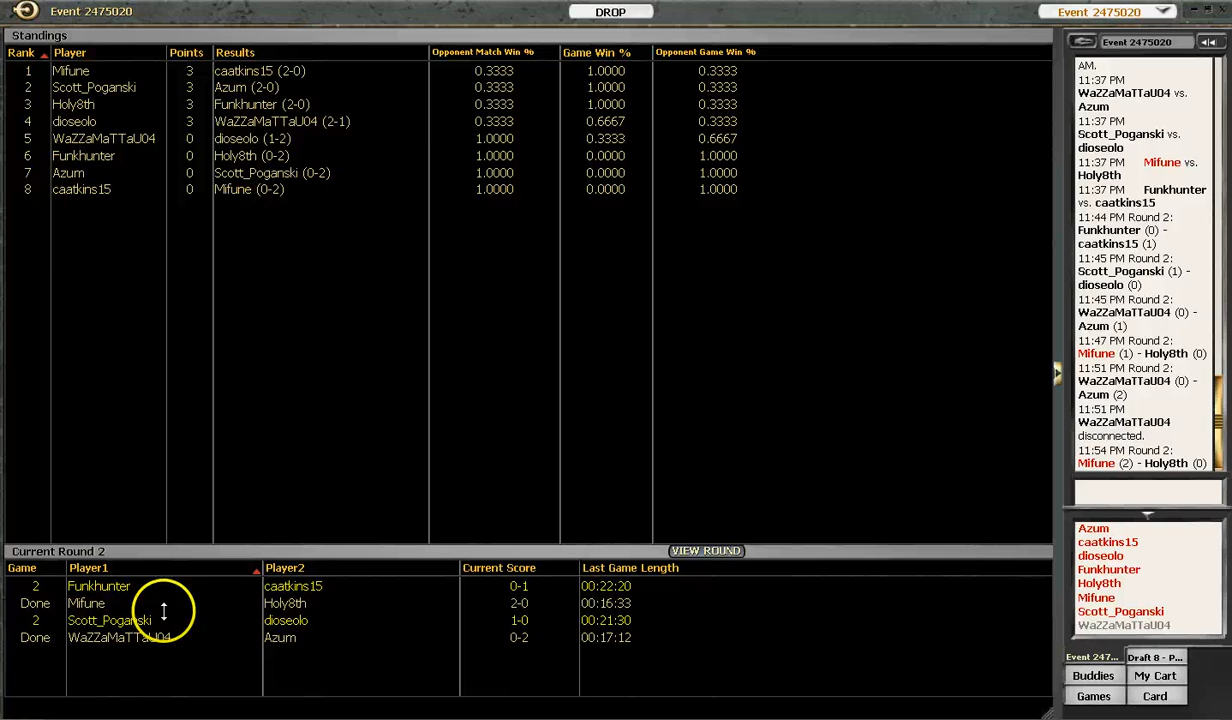 Event 2475020
DROP
Event 2475020
Standings
Rank Player Points Results Opponent Match Win % Game Win % Opponent Game Win %
1 Mifune 3 caatkins15 (2-0) 0.3333 1.0000 0.3333
2 Scott_Poganski 3 Azum (2-0) 0.3333 1.0000 0.3333
3 Holy8th 3 Funkhunter (2-0) 0.3333 1.0000 0.3333
4 dioseolo 3 WaZZaMaTTaU04 (2-1) 0.3333 0.6667 0.3333
5 WaZZaMaTTaU04 0 dioseolo (1-2) 1.0000 0.3333 0.6667
6 Funkhunter 0 Holy8th (0-2) 1.0000 0.0000 1.0000
7 Azum 0 Scott_Poganski (0-2) 1.0000 0.0000 1.0000
8 caatkins15 0 Mifune (0-2) 1.0000 0.0000 1.0000
Current Round 2
VIEW ROUND
Game Player1 Player2 Current Score Last Game Length
2 Funkhunter caatkins15 0-1 00:22:20
Done Mifune Holy8th 2-0 00:16:33
2 Scott_Poganski dioseolo 1-0 00:21:30
Done WaZZaMaTTaU04 Azum 0-2 00:17:12
Event 2475020
AM.
11:37 PM
WaZZaMaTTaU04 vs.
Azum
11:37 PM
Scott_Poganski vs.
dioseolo
11:37 PM Mifune vs.
Holy8th
11:37 PM Funkhunter
vs. caatkins15
11:44 PM Round 2:
Funkhunter (0) -
caatkins15 (1)
11:45 PM Round 2:
Scott_Poganski (1) -
dioseolo (0)
11:45 PM Round 2:
WaZZaMaTTaU04 (0) -
Azum (1)
11:47 PM Round 2:
Mifune (1) - Holy8th (0)
11:51 PM Round 2:
WaZZaMaTTaU04 (0) -
Azum (2)
11:51 PM
WaZZaMaTTaU04
disconnected.
11:54 PM Round 2:
Mifune (2) - Holy8th (0)
Azum
caatkins15
dioseolo
Funkhunter
Holy8th
Mifune
Scott_Poganski
WaZZaMaTTaU04
Event 247... Draft 8 - P...
Buddies My Cart
Games Card